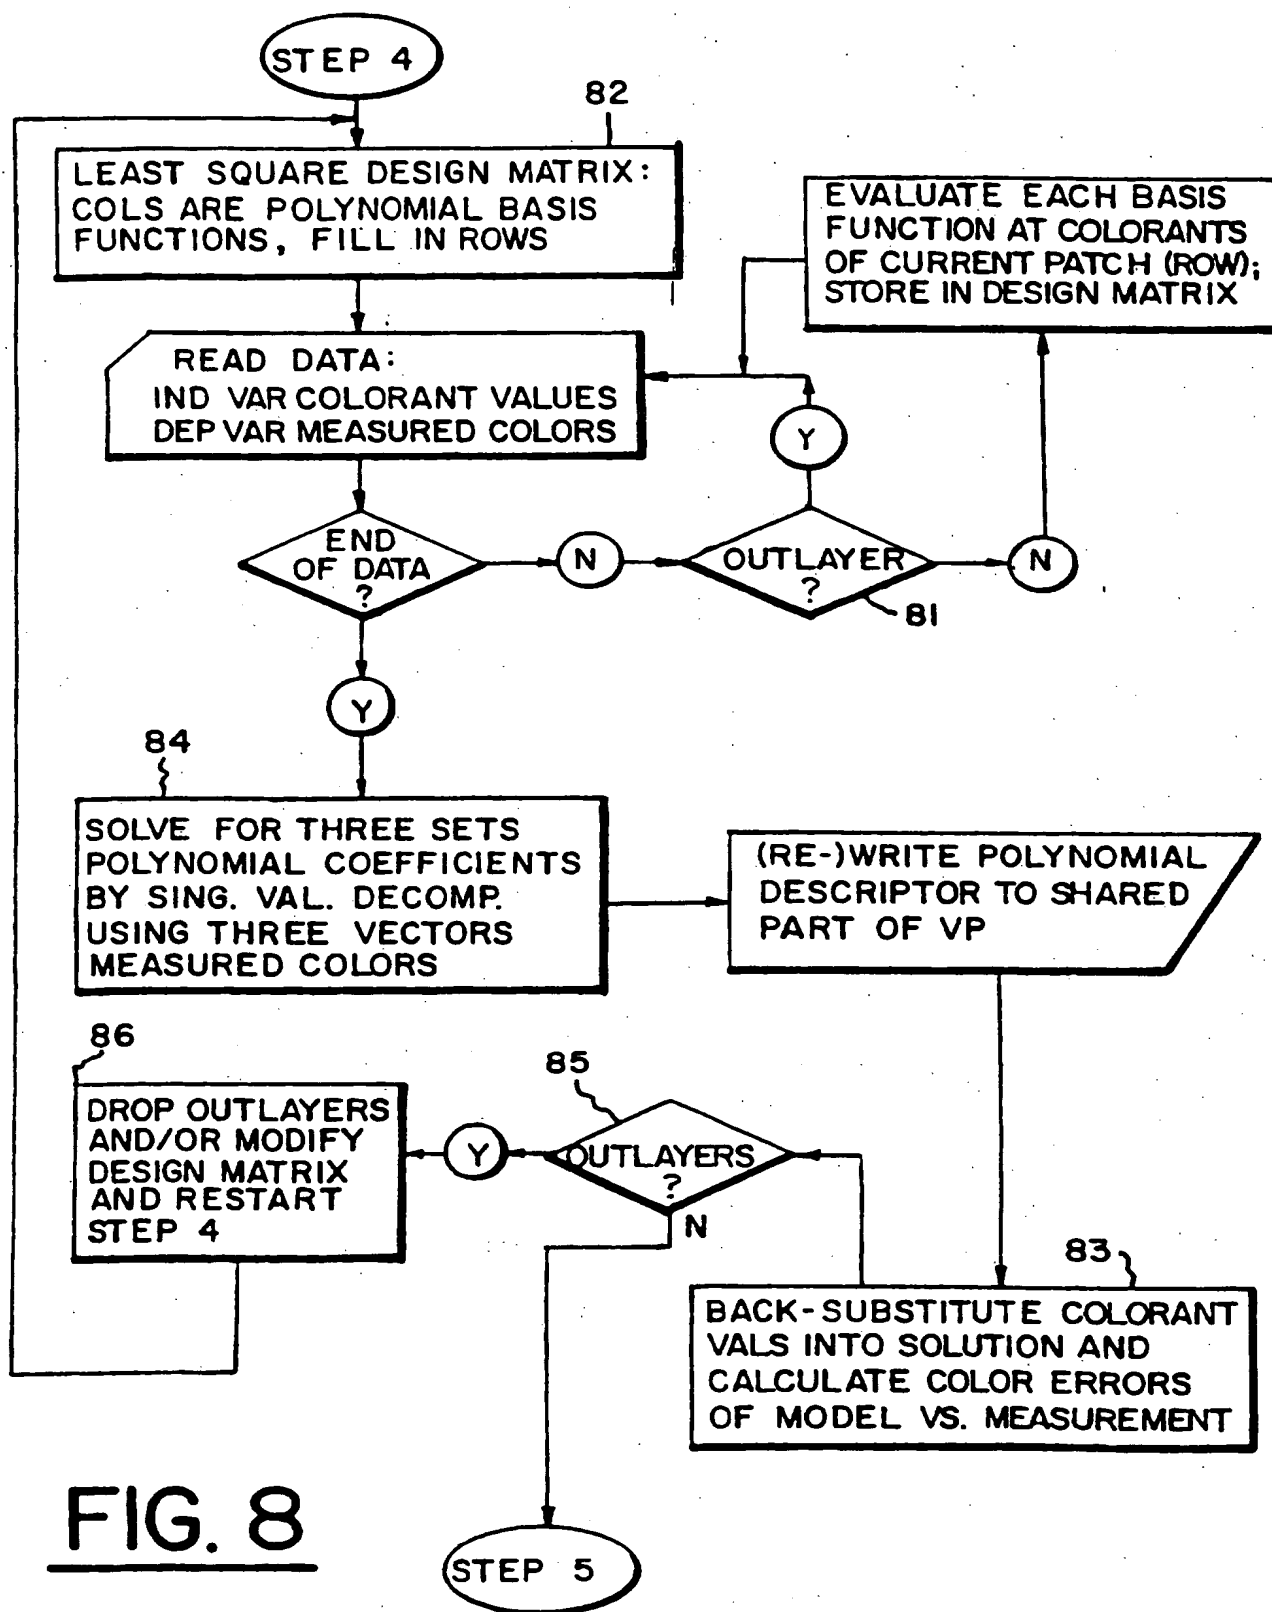 STEP 4
82
LEAST SQUARE DESIGN MATRIX:
COLS ARE POLYNOMIAL BASIS
FUNCTIONS, FILL IN ROWS
EVALUATE EACH BASIS
FUNCTION AT COLORANTS
OF CURRENT PATCH (ROW);
STORE IN DESIGN MATRIX
READ DATA:
IND VAR COLORANT VALUES
DEP VAR MEASURED COLORS
Y
END
OF DATA
?
N
OUTLAYER
?
N
81
Y
84
SOLVE FOR THREE SETS
POLYNOMIAL COEFFICIENTS
BY SING. VAL. DECOMP.
USING THREE VECTORS
MEASURED COLORS
(RE-)WRITE POLYNOMIAL
DESCRIPTOR TO SHARED
PART OF VP
86
DROP OUTLAYERS
AND/OR MODIFY
DESIGN MATRIX
AND RESTART
STEP 4
Y
85
OUTLAYERS
?
N
83
BACK-SUBSTITUTE COLORANT
VALS INTO SOLUTION AND
CALCULATE COLOR ERRORS
OF MODEL VS. MEASUREMENT
FIG. 8
STEP 5